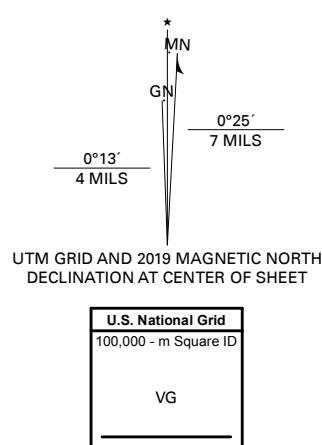 ★
MN
GN
0°25´
7 MILS
0°13´
4 MILS
UTM GRID AND 2019 MAGNETIC NORTH
DECLINATION AT CENTER OF SHEET
U.S. National Grid
100,000 - m Square ID
VG